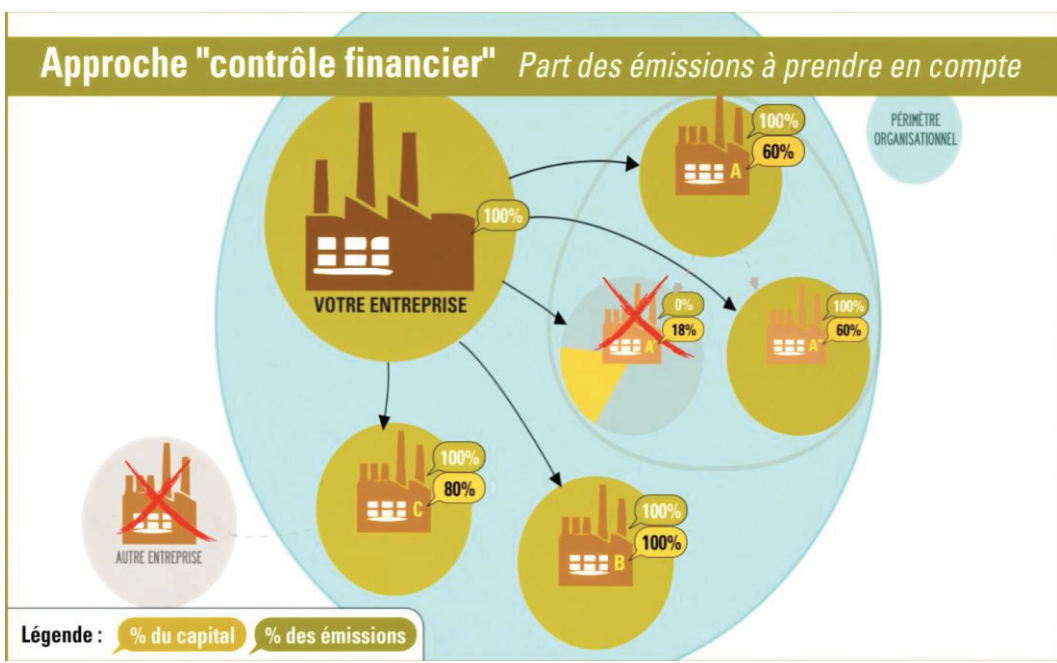 Approche "contrôle financier" Part des émissions à prendre en compte
PÉRIMÈTRE
ORGANISATIONNEL
100%
60%
A
100%
VOTRE ENTREPRISE
0%
18%
A'
100%
60%
A''
100%
80%
C
100%
100%
B
AUTRE ENTREPRISE
Légende :
% du capital
% des émissions